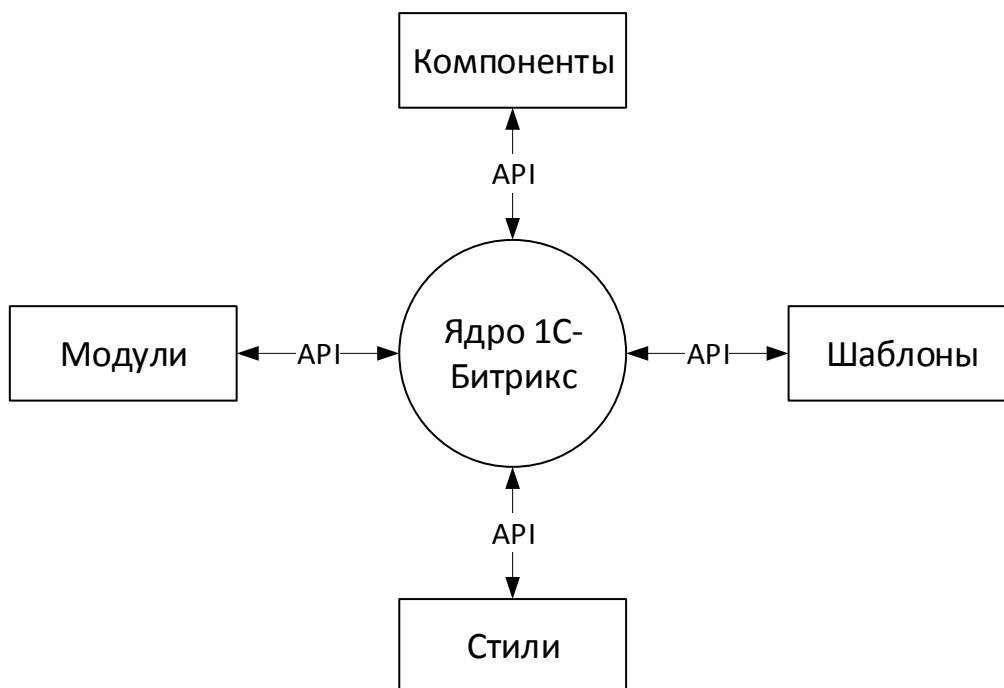 Компоненты
API
Модули
API
Ядро 1С-
Битрикс
API
Шаблоны
API
Стили